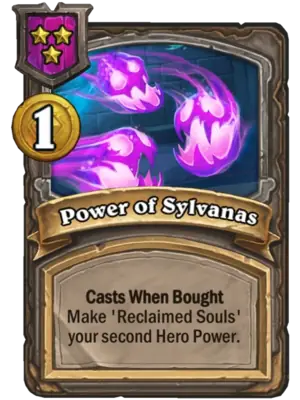 1
Power of Sylvanas
Casts When Bought
Make 'Reclaimed Souls'
your second Hero Power.